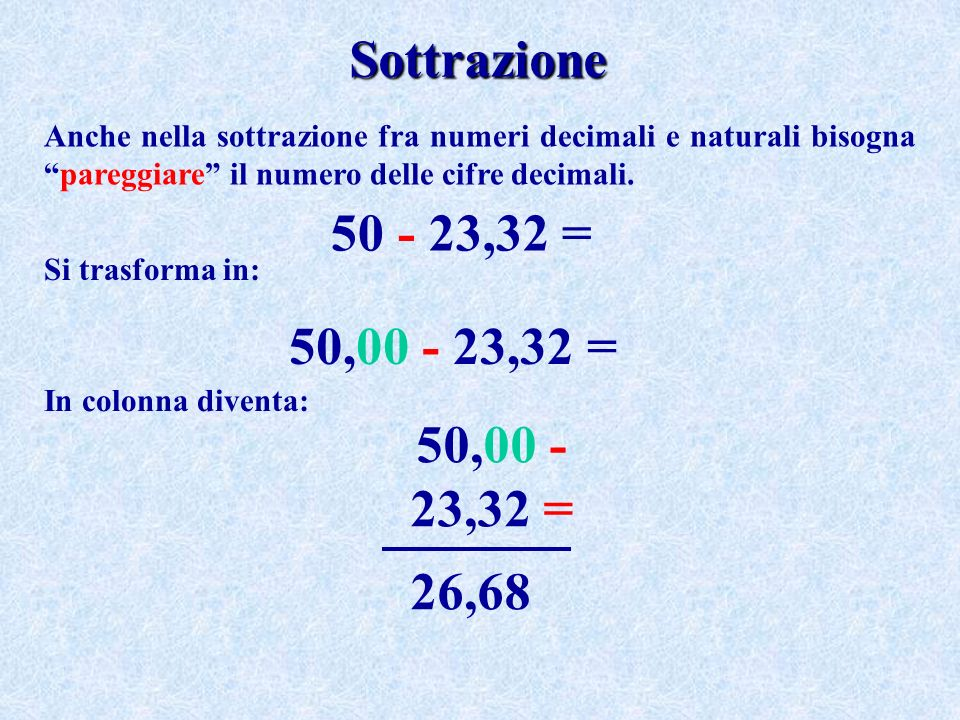 Sottrazione
Anche nella sottrazione fra numeri decimali e naturali bisogna
“pareggiare” il numero delle cifre decimali.
50 - 23,32 =
Si trasforma in:
50,00 - 23,32 =
In colonna diventa:
50,00 -
23,32 =
26,68